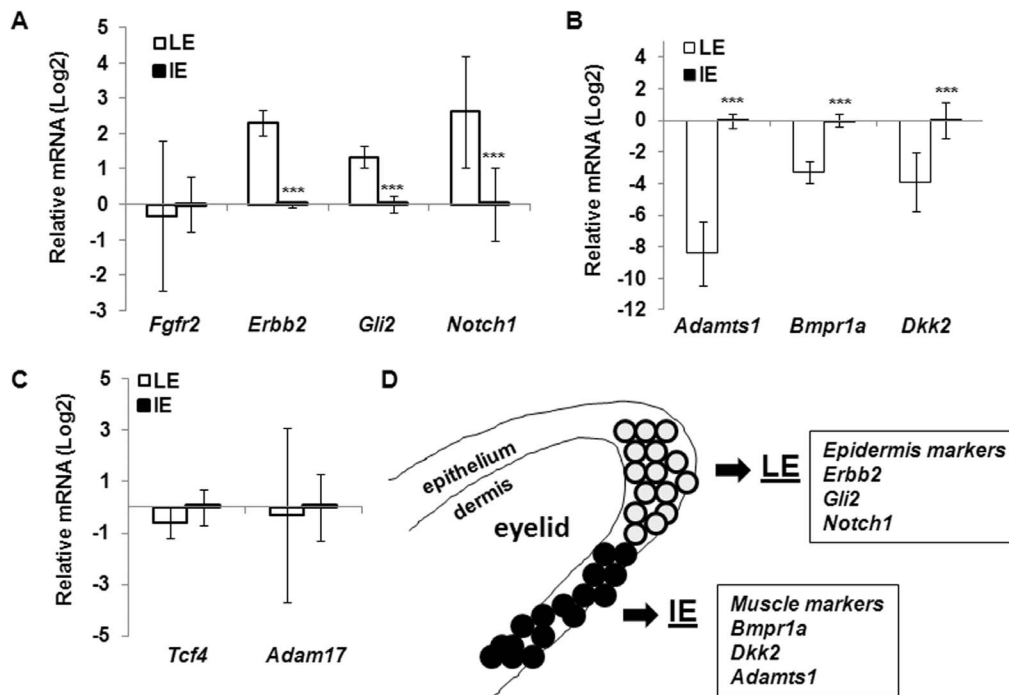 A
Relative mRNA (Log2)
5
4
3
2
1
0
-1
-2
-3
LE
IE
***
***
***
Fgfr2 Erbb2 Gli2 Notch1
B
Relative mRNA (Log2)
4
2
0
-2
-4
-6
-8
-10
-12
LE
IE
***
***
***
Adamts1 Bmpr1a Dkk2
C
Relative mRNA (Log2)
5
3
1
-1
-3
-5
LE
IE
Tcf4 Adam17
D
epithelium
dermis
eyelid
LE
Epidermis markers
Erbb2
Gli2
Notch1
IE
Muscle markers
Bmpr1a
Dkk2
Adamts1